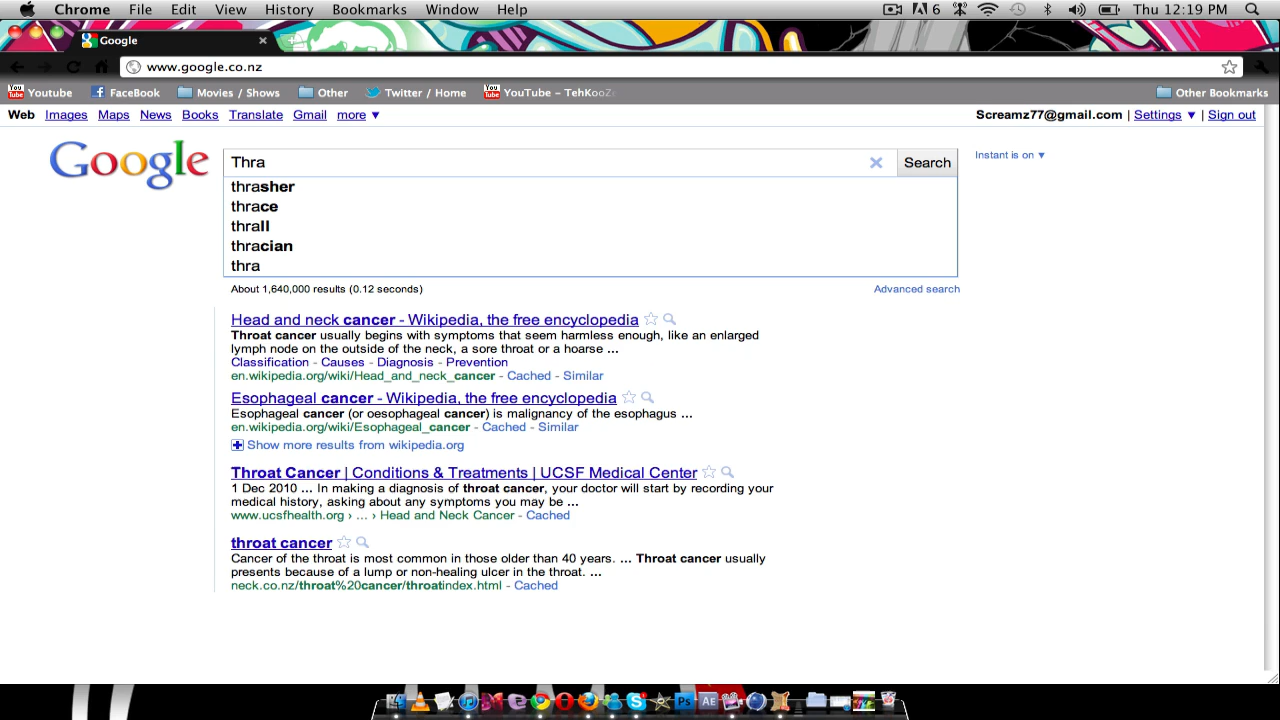 Chrome File Edit View History Bookmarks Window Help 6 Thu 12:19 PM
Google
www.google.co.nz
You Tube Youtube FaceBook Movies / Shows Other Twitter / Home You Tube YouTube - TehKooZ Other Bookmarks
Web Images Maps News Books Translate Gmail more ▼ Screamz77@gmail.com | Settings ▼ | Sign out
Google Thra Search Instant is on ▼
thrasher
thrace
thrall
thracian
thra
About 1,640,000 results (0.12 seconds) Advanced search
Head and neck cancer - Wikipedia, the free encyclopedia
Throat cancer usually begins with symptoms that seem harmless enough, like an enlarged
lymph node on the outside of the neck, a sore throat or a hoarse ...
Classification - Causes - Diagnosis - Prevention
en.wikipedia.org/wiki/Head_and_neck_cancer - Cached - Similar
Esophageal cancer - Wikipedia, the free encyclopedia
Esophageal cancer (or oesophageal cancer) is malignancy of the esophagus ...
en.wikipedia.org/wiki/Esophageal_cancer - Cached - Similar
Show more results from wikipedia.org
Throat Cancer | Conditions & Treatments | UCSF Medical Center
1 Dec 2010 ... In making a diagnosis of throat cancer, your doctor will start by recording your
medical history, asking about any symptoms you may be ...
www.ucsfhealth.org › ... › Head and Neck Cancer - Cached
throat cancer
Cancer of the throat is most common in those older than 40 years. ... Throat cancer usually
presents because of a lump or non-healing ulcer in the throat. ...
neck.co.nz/throat%20cancer/throatindex.html - Cached
Ps AE